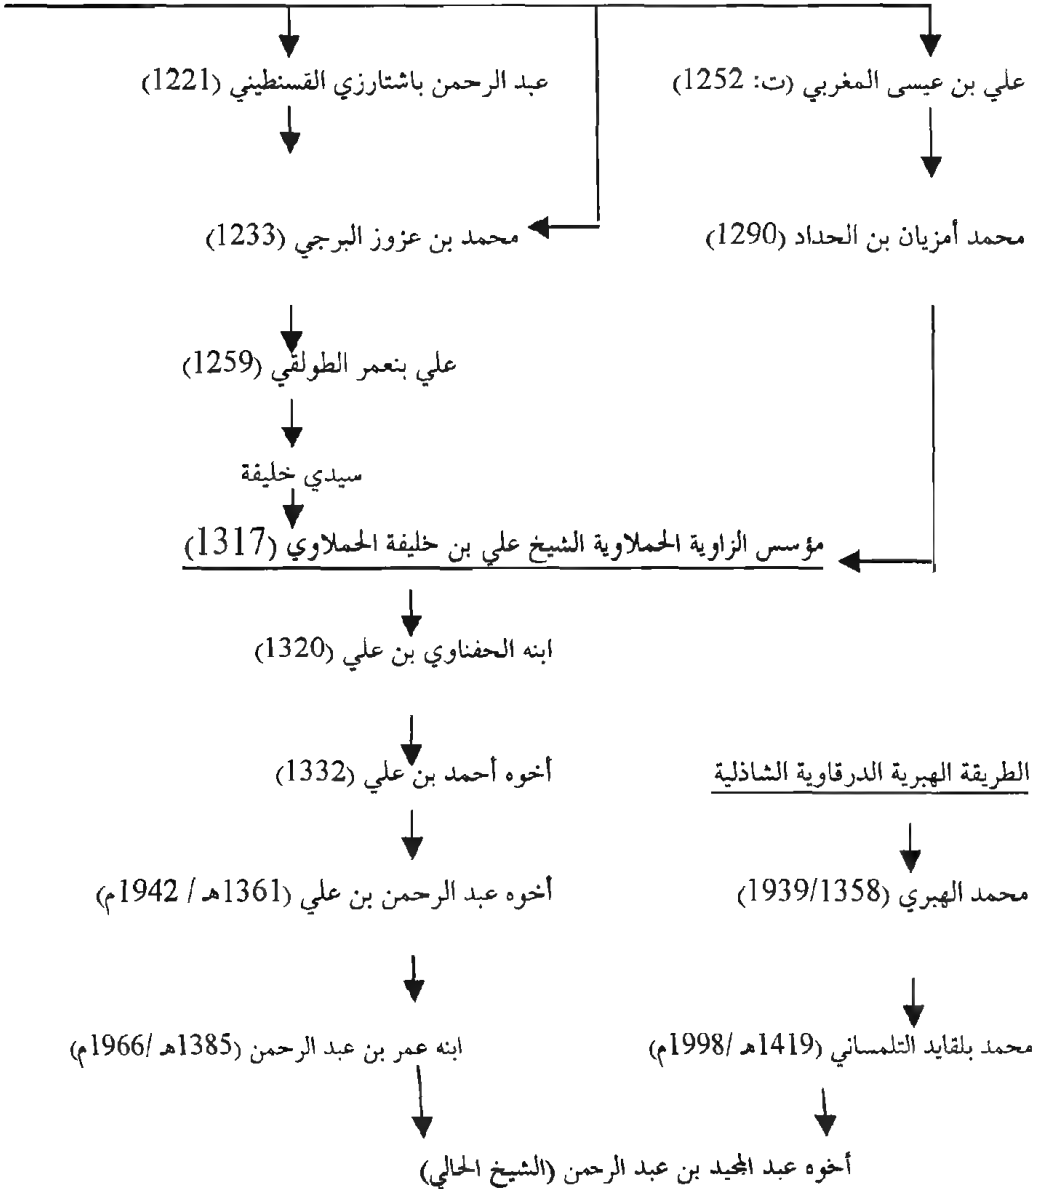 علي بن عيسى المغربي (ت: 1252)
عبد الرحمن باشتارزي القسنطيني (1221)
محمد أمزيان بن الحداد (1290)
محمد بن عزوز البرجي (1233)
علي بنعمر الطولقي (1259)
سيدي خليفة
مؤسس الزاوية الحملاوية الشيخ علي بن خليفة الحملاوي (1317)
ابنه الحفناوي بن علي (1320)
الطريقة الهبرية الدرقاوية الشاذلية
أخوه أحمد بن علي (1332)
محمد الهبري (1939/1358)
أخوه عبد الرحمن بن علي (1361هـ / 1942م)
محمد بلقايد التلمساني (1419هـ /1998م)
ابنه عمر بن عبد الرحمن (1385هـ /1966م)
أخوه عبد المجيد بن عبد الرحمن (الشيخ الحالي)